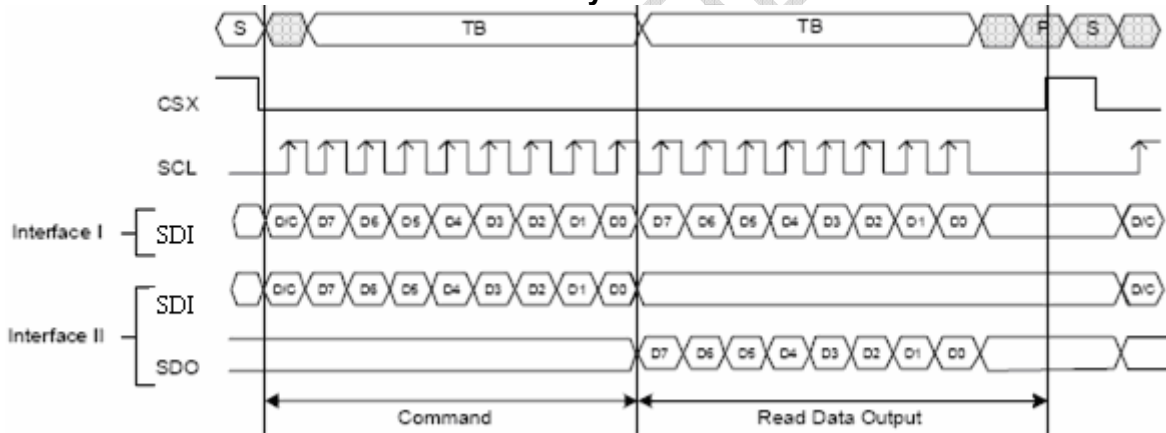 S TB TB P S
CSX
SCL
Interface I SDI D/C D7 D6 D5 D4 D3 D2 D1 D0 D7 D6 D5 D4 D3 D2 D1 D0 D/C
Interface II SDI D/C D7 D6 D5 D4 D3 D2 D1 D0 D/C
SDO D7 D6 D5 D4 D3 D2 D1 D0
Command Read Data Output